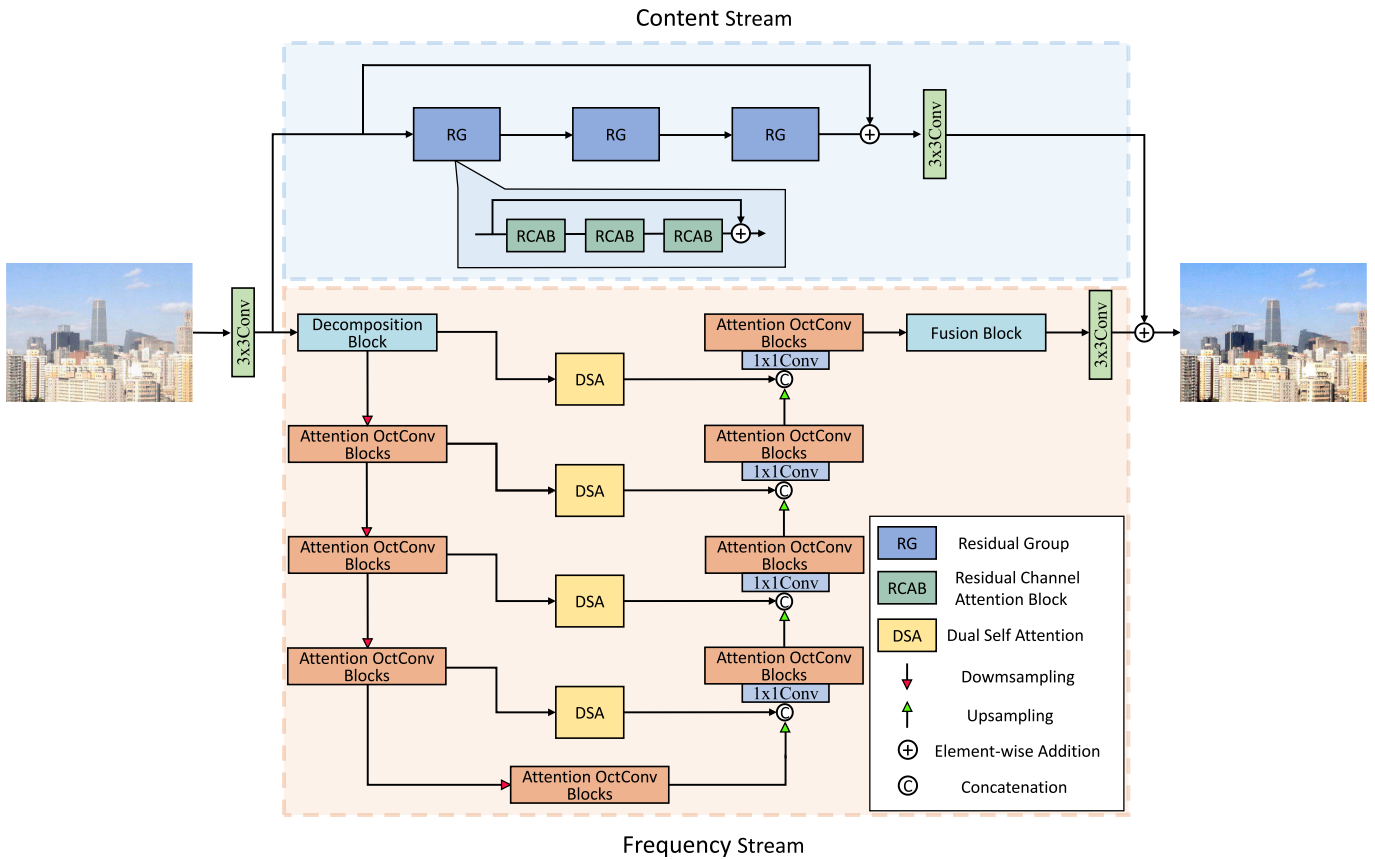 Content Stream
RG
RG
RG
3x3Conv
RCAB
RCAB
RCAB
3x3Conv
Decomposition
Block
Attention OctConv
Blocks
1x1Conv
C
Fusion Block
3x3Conv
DSA
Attention OctConv
Blocks
DSA
Attention OctConv
Blocks
1x1Conv
C
Attention OctConv
Blocks
DSA
Attention OctConv
Blocks
1x1Conv
C
Attention OctConv
Blocks
DSA
Attention OctConv
Blocks
1x1Conv
C
Attention OctConv
Blocks
RG Residual Group
RCAB Residual Channel
Attention Block
DSA Dual Self Attention
Dowmsampling
Upsampling
Element-wise Addition
C Concatenation
Frequency Stream